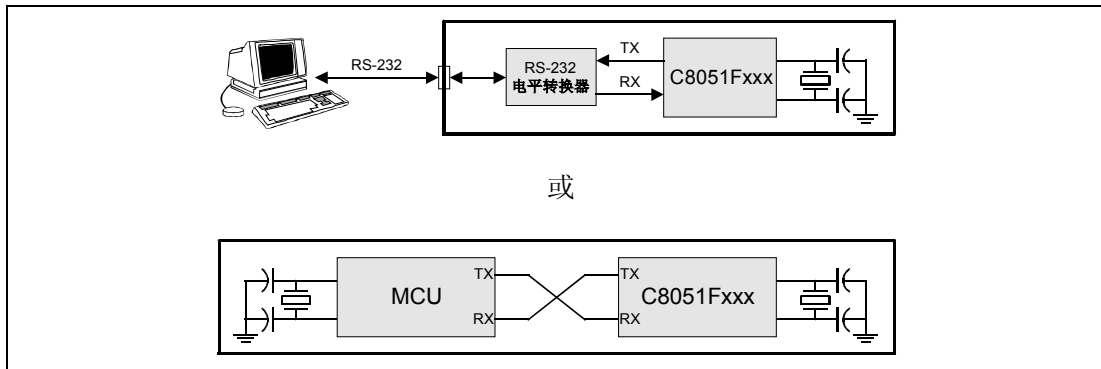 RS-232
RS-232
电平转换器
TX
RX
C8051Fxxx
或
MCU
TX
RX
TX
RX
C8051Fxxx